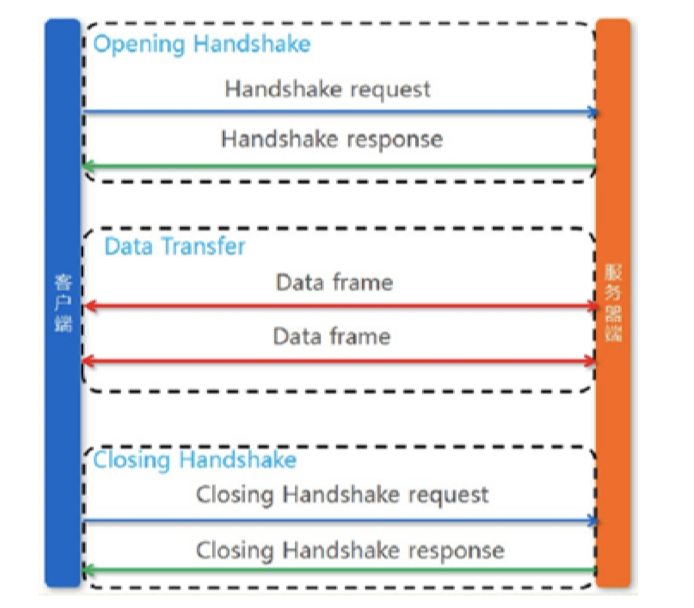 Opening Handshake
Handshake request
Handshake response
Data Transfer
Data frame
Data frame
客户端
服务器端
Closing Handshake
Closing Handshake request
Closing Handshake response